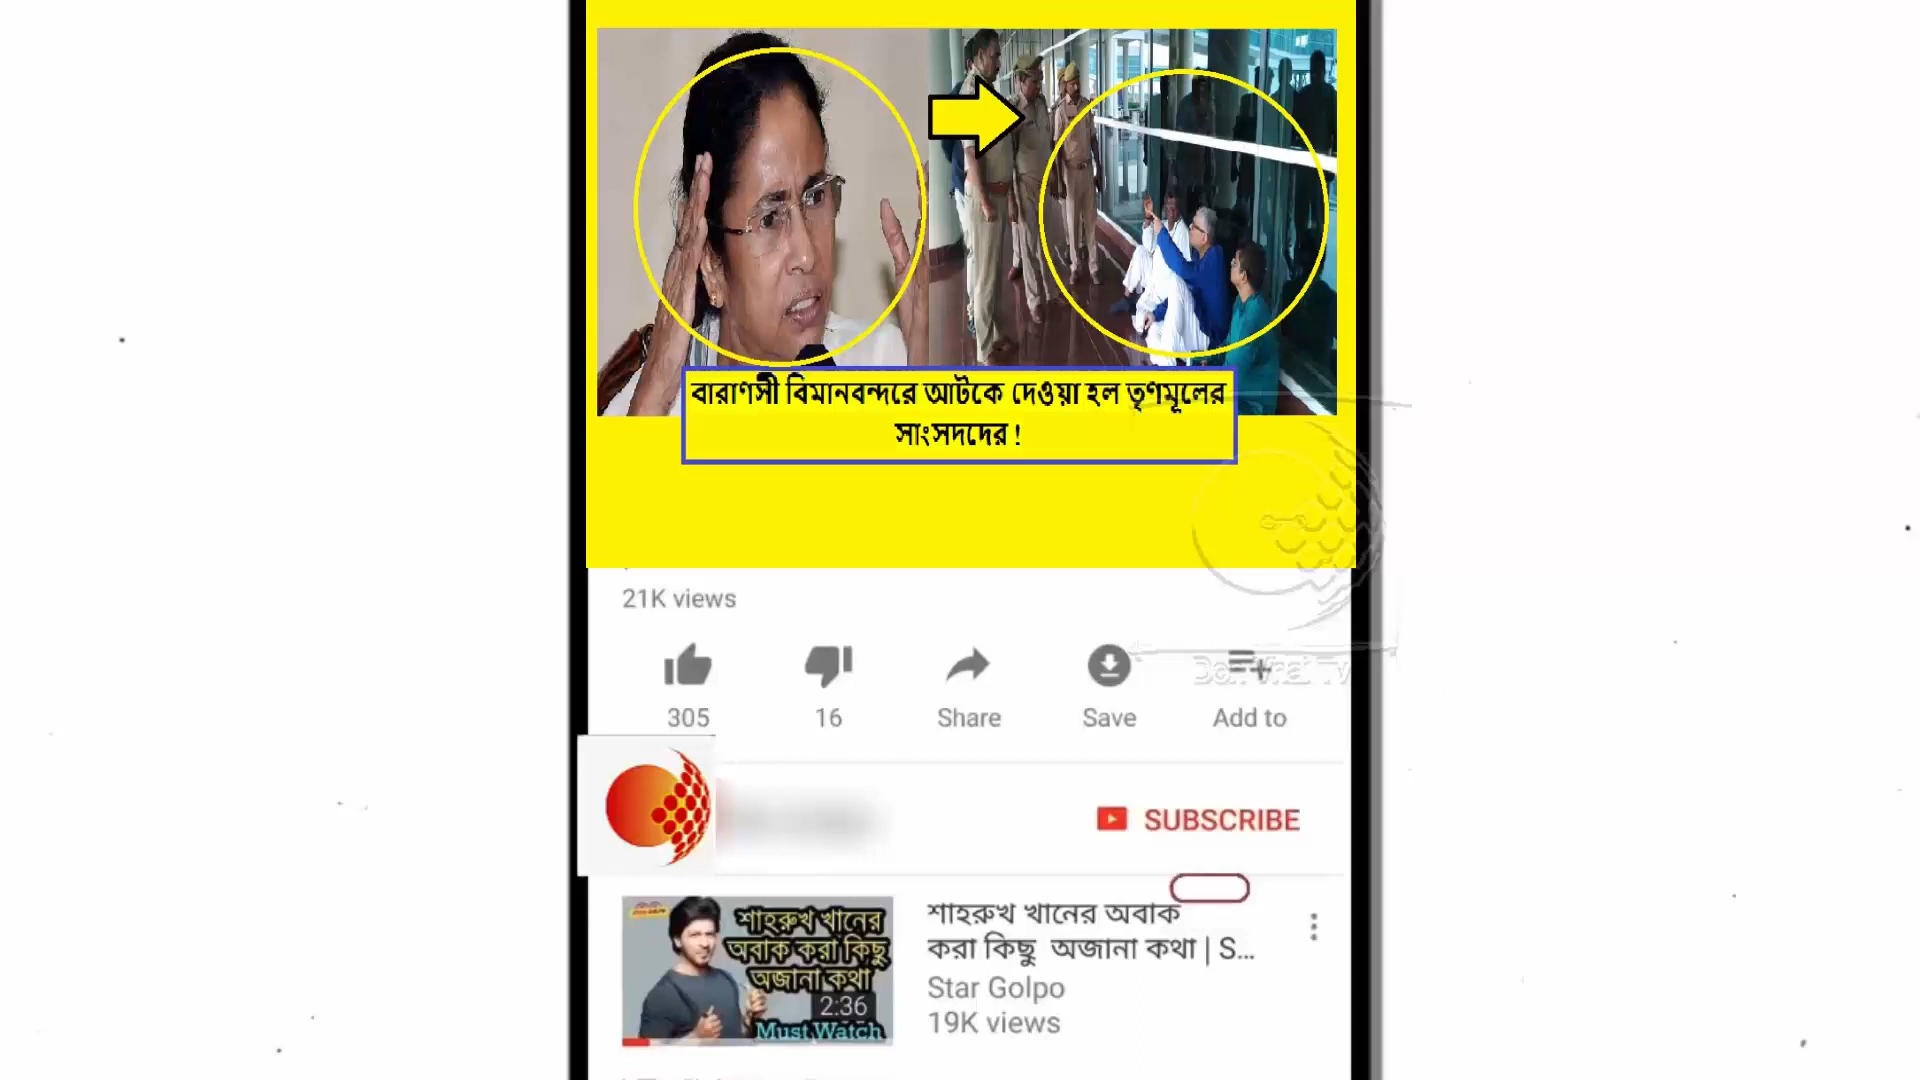 বারাণসী বিমানবন্দরে আটকে দেওয়া হল তৃণমূলের
সাংসদদের !
21K views
305
16
Share
Save
Add to
SUBSCRIBE
শাহরুখ খানের
অবাক করা কিছু
অজানা কথা
2:36
Must Watch
শাহরুখ খানের অবাক
করা কিছু অজানা কথা | S...
Star Golpo
19K views